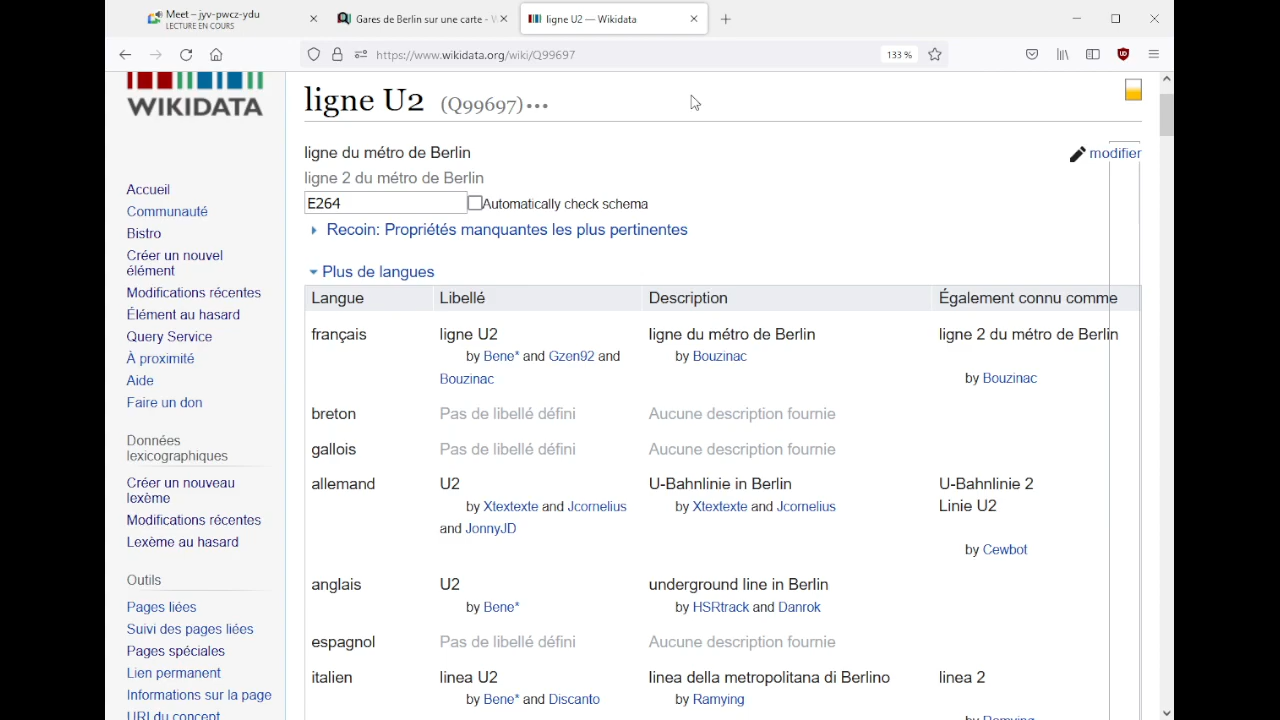 Meet – jyv-pwcz-ydu
LECTURE EN COURS
Gares de Berlin sur une carte -
ligne U2 — Wikidata
https://www.wikidata.org/wiki/Q99697
133 %
WIKIDATA
Accueil
Communauté
Bistro
Créer un nouvel
élément
Modifications récentes
Élément au hasard
Query Service
À proximité
Aide
Faire un don
Données
lexicographiques
Créer un nouveau
lexème
Modifications récentes
Lexème au hasard
Outils
Pages liées
Suivi des pages liées
Pages spéciales
Lien permanent
Informations sur la page
URI du concept
ligne U2 (Q99697)
ligne du métro de Berlin
modifier
ligne 2 du métro de Berlin
E264 Automatically check schema
Recoin: Propriétés manquantes les plus pertinentes
Plus de langues
Langue Libellé Description Également connu comme
français ligne U2 ligne du métro de Berlin ligne 2 du métro de Berlin
by Bene* and Gzen92 and by Bouzinac
Bouzinac by Bouzinac
breton Pas de libellé défini Aucune description fournie
gallois Pas de libellé défini Aucune description fournie
allemand U2 U-Bahnlinie in Berlin U-Bahnlinie 2
by Xtextexte and Jcornelius by Xtextexte and Jcornelius Linie U2
and JonnyJD
by Cewbot
anglais U2 underground line in Berlin
by Bene* by HSRtrack and Danrok
espagnol Pas de libellé défini Aucune description fournie
italien linea U2 linea della metropolitana di Berlino linea 2
by Bene* and Discanto by Ramying
by Ramying